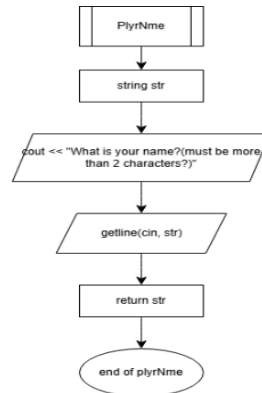 PlyrNme
string str
cout << "What is your name?(must be more
than 2 characters?)"
getline(cin, str)
return str
end of plyrNme